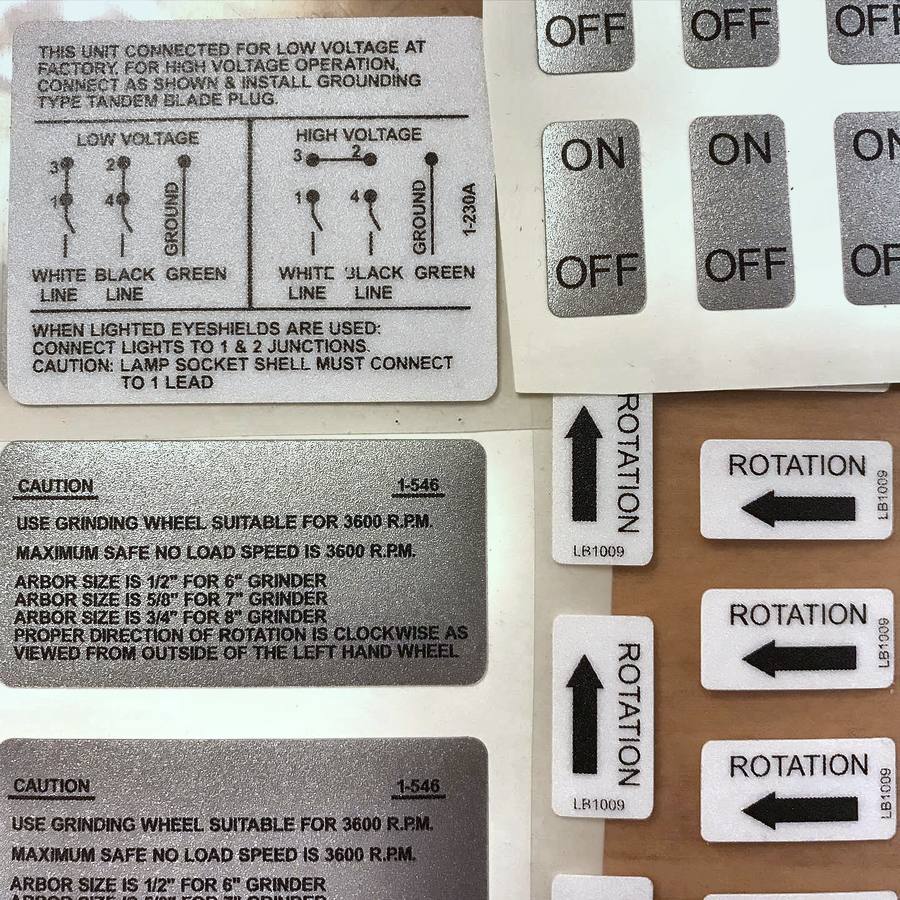 THIS UNIT CONNECTED FOR LOW VOLTAGE AT
FACTORY. FOR HIGH VOLTAGE OPERATION,
CONNECT AS SHOWN & INSTALL GROUNDING
TYPE TANDEM BLADE PLUG.
LOW VOLTAGE
3 2
1 4
GROUND
WHITE BLACK GREEN
LINE LINE
HIGH VOLTAGE
3 2
1 4
GROUND
1-230A
WHITE BLACK GREEN
LINE LINE
WHEN LIGHTED EYESHIELDS ARE USED:
CONNECT LIGHTS TO 1 & 2 JUNCTIONS.
CAUTION: LAMP SOCKET SHELL MUST CONNECT
TO 1 LEAD
OFF OFF OFF
ON ON ON
OFF OFF OF
CAUTION 1-546
USE GRINDING WHEEL SUITABLE FOR 3600 R.P.M.
MAXIMUM SAFE NO LOAD SPEED IS 3600 R.P.M.
ARBOR SIZE IS 1/2" FOR 6" GRINDER
ARBOR SIZE IS 5/8" FOR 7" GRINDER
ARBOR SIZE IS 3/4" FOR 8" GRINDER
PROPER DIRECTION OF ROTATION IS CLOCKWISE AS
VIEWED FROM OUTSIDE OF THE LEFT HAND WHEEL
ROTATION
LB1009
ROTATION
LB1009
ROTATION
LB1009
ROTATION
LB1009
ROTATION
LB1009
CAUTION 1-546
USE GRINDING WHEEL SUITABLE FOR 3600 R.P.M.
MAXIMUM SAFE NO LOAD SPEED IS 3600 R.P.M.
ARBOR SIZE IS 1/2" FOR 6" GRINDER